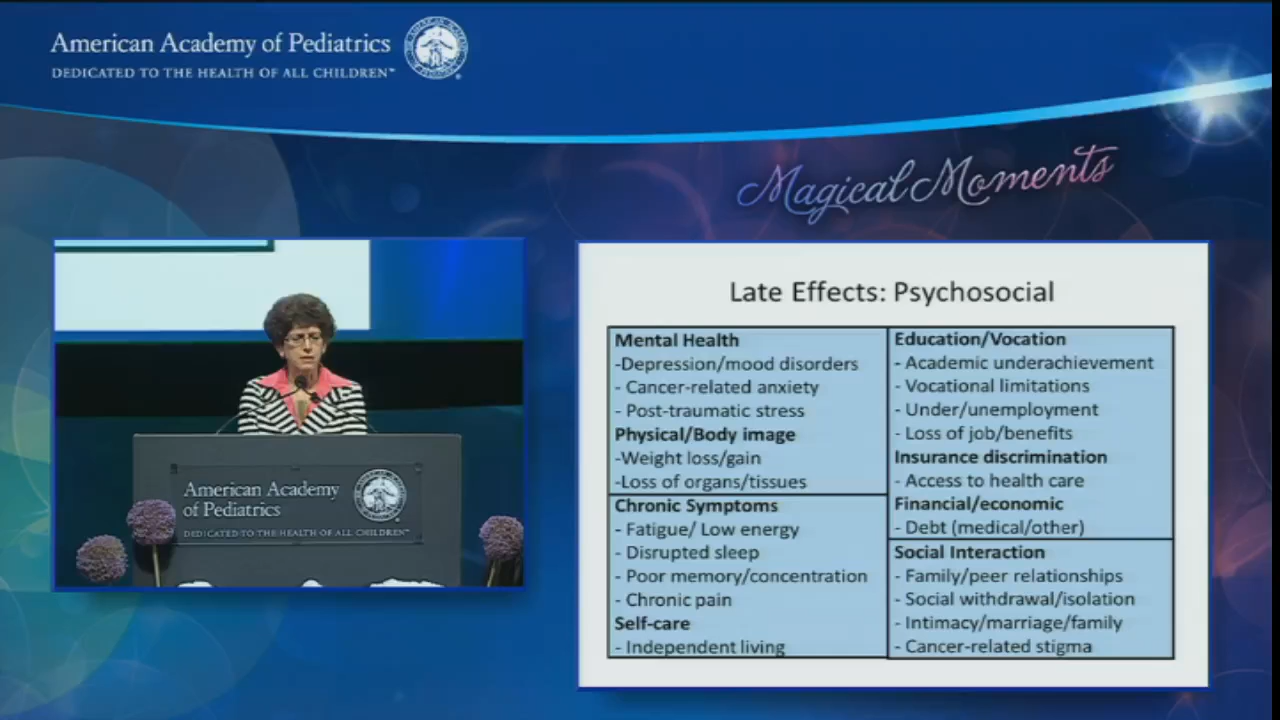 American Academy of Pediatrics
DEDICATED TO THE HEALTH OF ALL CHILDREN™
Magical Moments
American Academy
of Pediatrics
DEDICATED TO THE HEALTH OF ALL CHILDREN™
Late Effects: Psychosocial
Mental Health
-Depression/mood disorders
- Cancer-related anxiety
- Post-traumatic stress
Physical/Body image
-Weight loss/gain
-Loss of organs/tissues
Chronic Symptoms
- Fatigue/ Low energy
- Disrupted sleep
- Poor memory/concentration
- Chronic pain
Self-care
- Independent living
Education/Vocation
- Academic underachievement
- Vocational limitations
- Under/unemployment
- Loss of job/benefits
Insurance discrimination
- Access to health care
Financial/economic
- Debt (medical/other)
Social Interaction
- Family/peer relationships
- Social withdrawal/isolation
- Intimacy/marriage/family
- Cancer-related stigma